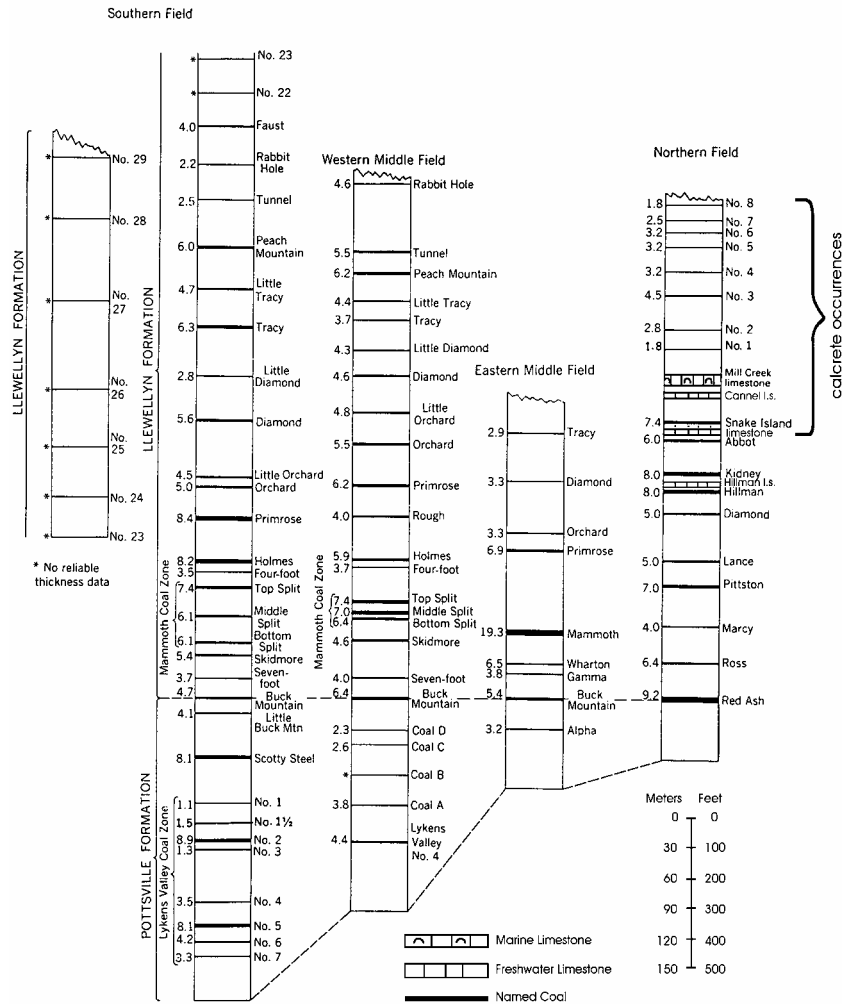 Southern Field
LLEWELLYN FORMATION
* No. 29
* No. 28
* No.
27
* No.
26
* No.
25
* No. 24
* No. 23
* No reliable
thickness data
LLEWELLYN FORMATION
* No. 23
* No. 22
4.0 Faust
2.2 Rabbit
Hole
2.5 Tunnel
6.0 Peach
Mountain
4.7 Little
Tracy
6.3 Tracy
2.8 Little
Diamond
5.6 Diamond
4.5 Little Orchard
5.0 Orchard
8.4 Primrose
Mammoth Coal Zone
8.2 Holmes
3.5 Four-foot
7.4 Top Split
6.1 Middle
Split
6.1 Bottom
Split
5.4 Skidmore
3.7 Seven-
foot
4.7 Buck
Mountain
POTTSVILLE FORMATION
4.1 Little
Buck Mtn
8.1 Scotty Steel
Lykens Valley Coal Zone
1.1 No. 1
1.5 No. 1½
8.9 No. 2
1.3 No. 3
3.5 No. 4
8.1 No. 5
4.2 No. 6
3.3 No. 7
Western Middle Field
4.6 Rabbit Hole
5.5 Tunnel
6.2 Peach Mountain
4.4 Little Tracy
3.7 Tracy
4.3 Little Diamond
4.6 Diamond
4.8 Little
Orchard
5.5 Orchard
6.2 Primrose
4.0 Rough
Mammoth Coal Zone
5.9 Holmes
3.7 Four-foot
7.4 Top Split
7.0 Middle Split
6.4 Bottom Split
4.6 Skidmore
4.0 Seven-foot
6.4 Buck
Mountain
2.3 Coal D
2.6 Coal C
* Coal B
3.8 Coal A
4.4 Lykens
Valley
No. 4
Eastern Middle Field
2.9 Tracy
3.3 Diamond
3.3 Orchard
6.9 Primrose
19.3 Mammoth
6.5 Wharton
3.8 Gamma
5.4 Buck
Mountain
3.2 Alpha
Northern Field
1.8 No. 8
2.5 No. 7
3.2 No. 6
3.2 No. 5
3.2 No. 4
4.5 No. 3
2.8 No. 2
1.8 No. 1
Mill Creek
limestone
Cannel l.s.
7.4 Snake Island
limestone
6.0 Abbot
8.0 Kidney
Hillman l.s.
8.0 Hillman
5.0 Diamond
5.0 Lance
7.0 Pittston
4.0 Marcy
6.4 Ross
9.2 Red Ash
calcrete occurrences
Meters Feet
0 0
30 100
60 200
90 300
120 400
150 500
Marine Limestone
Freshwater Limestone
Named Coal